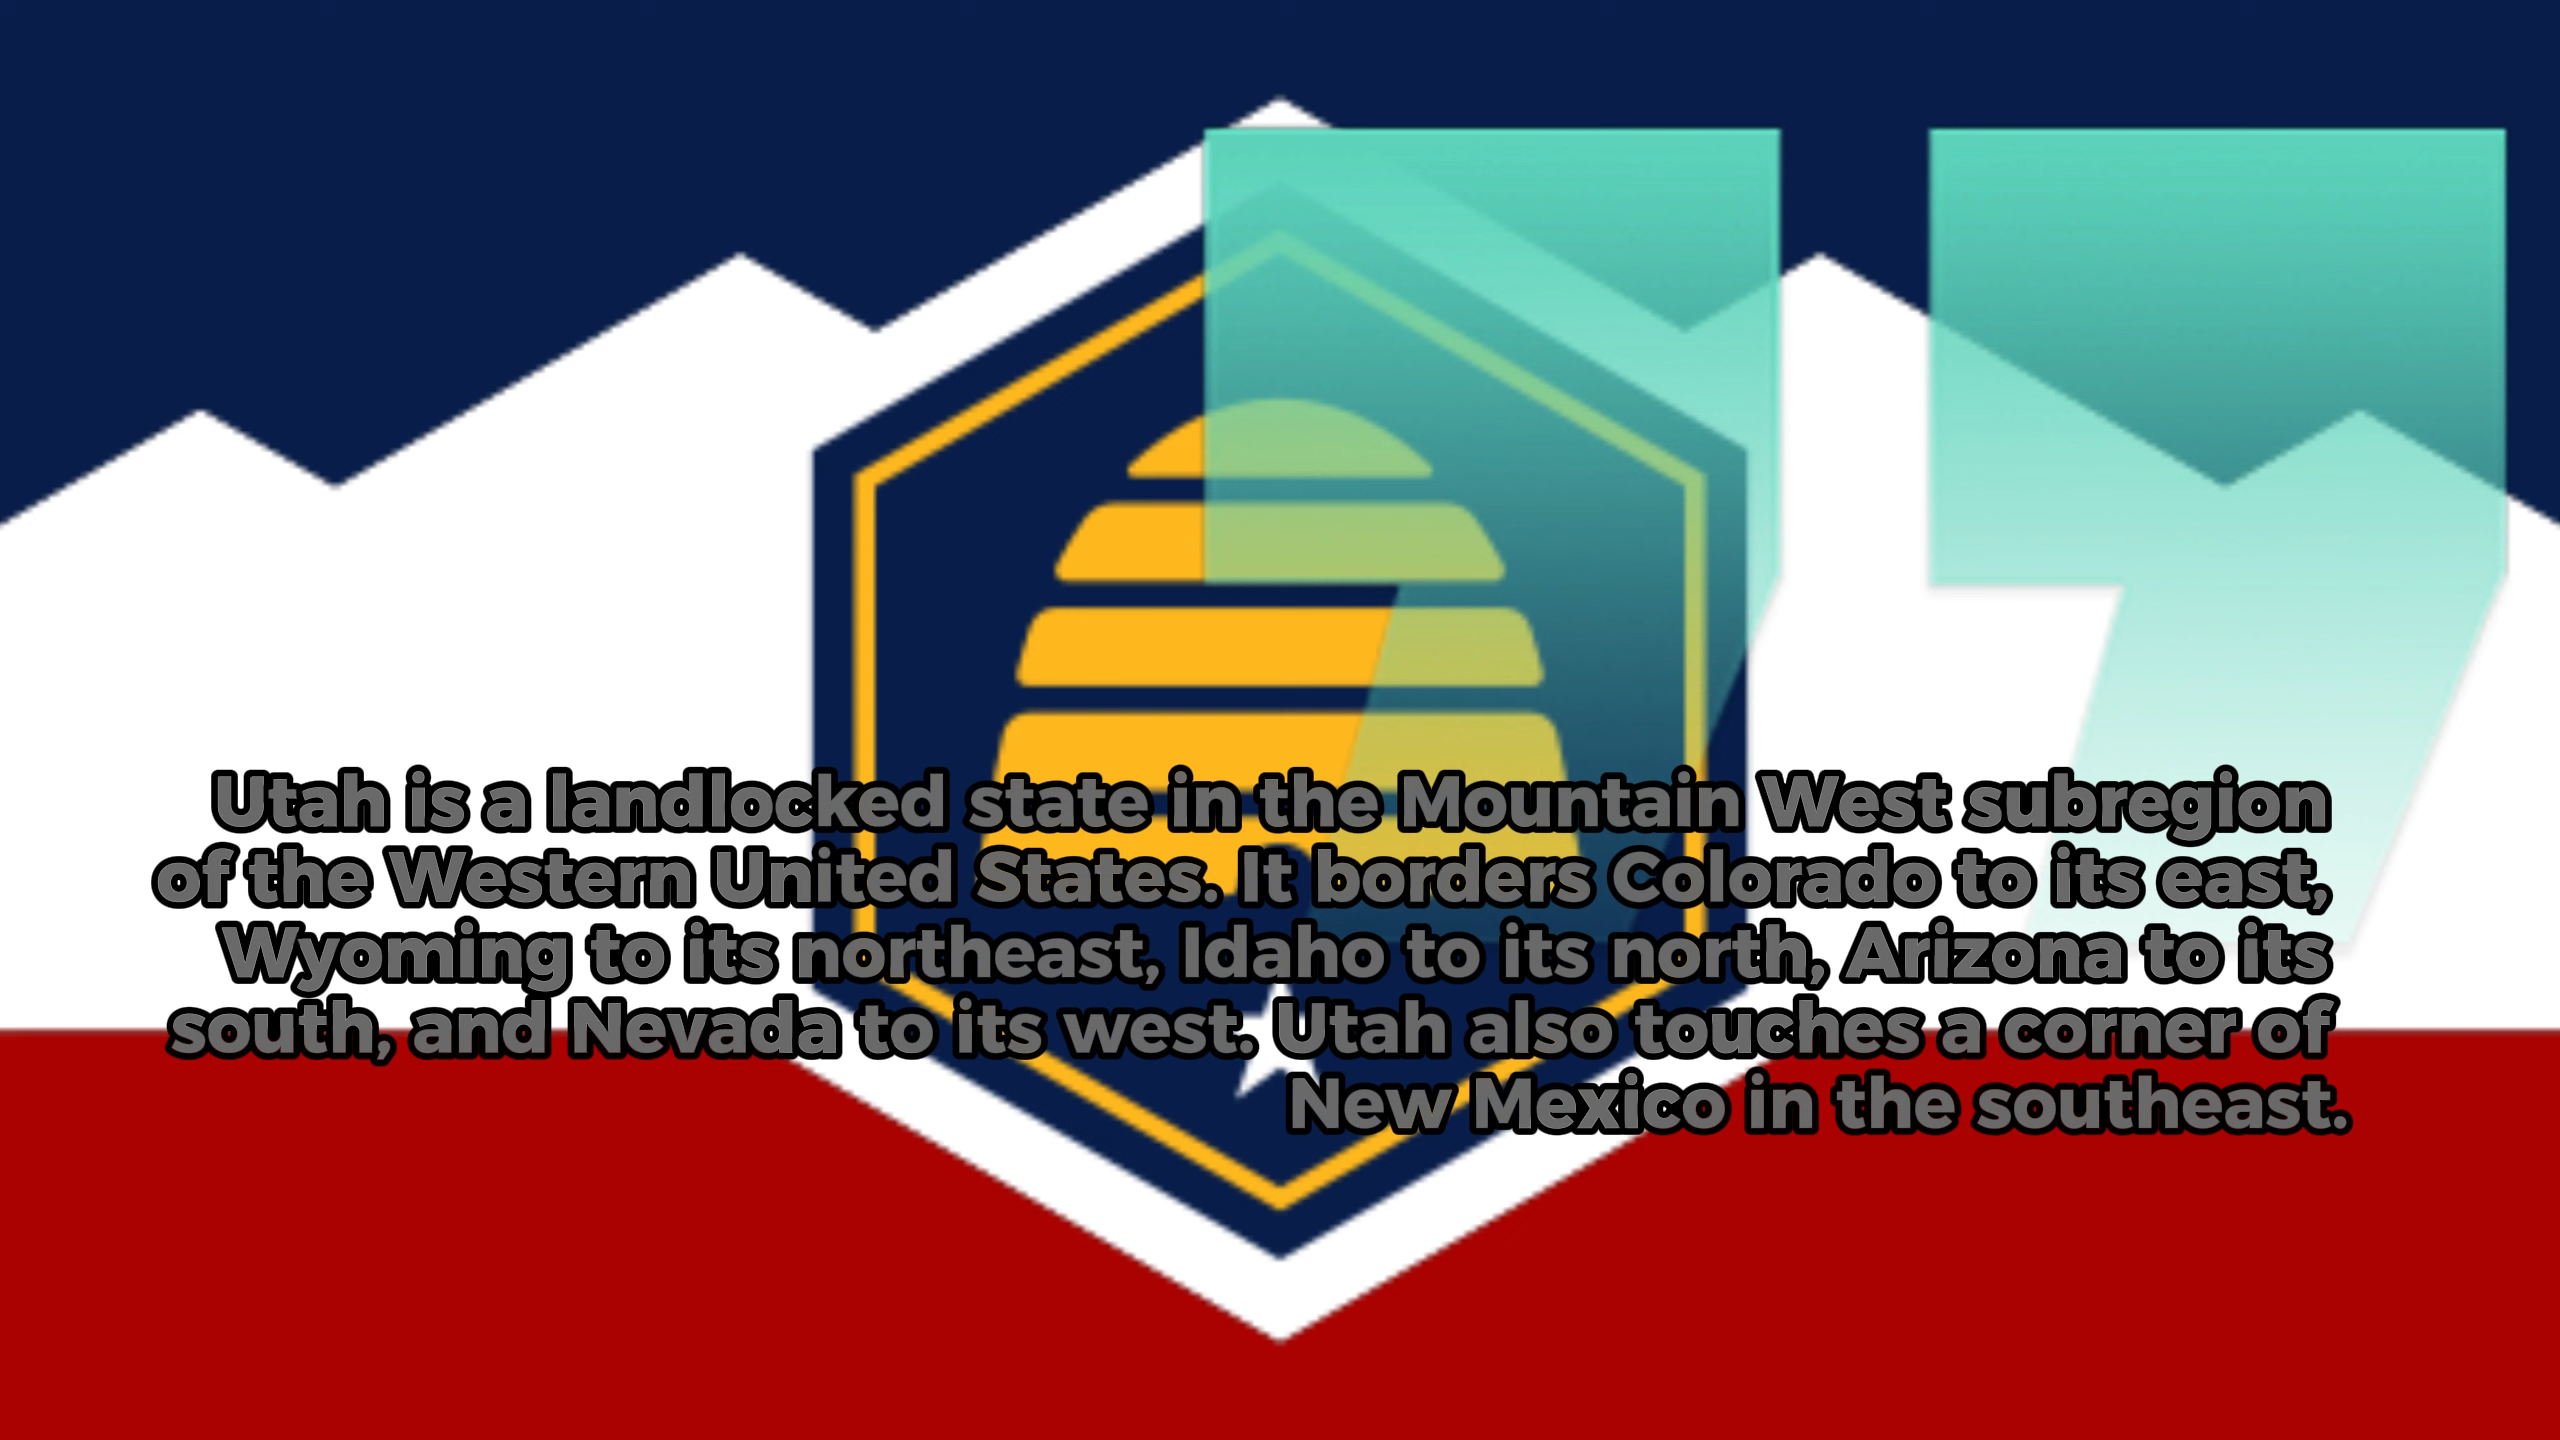 Utah is a landlocked state in the Mountain West subregion
of the Western United States. It borders Colorado to its east,
Wyoming to its northeast, Idaho to its north, Arizona to its
south, and Nevada to its west. Utah also touches a corner of
New Mexico in the southeast.